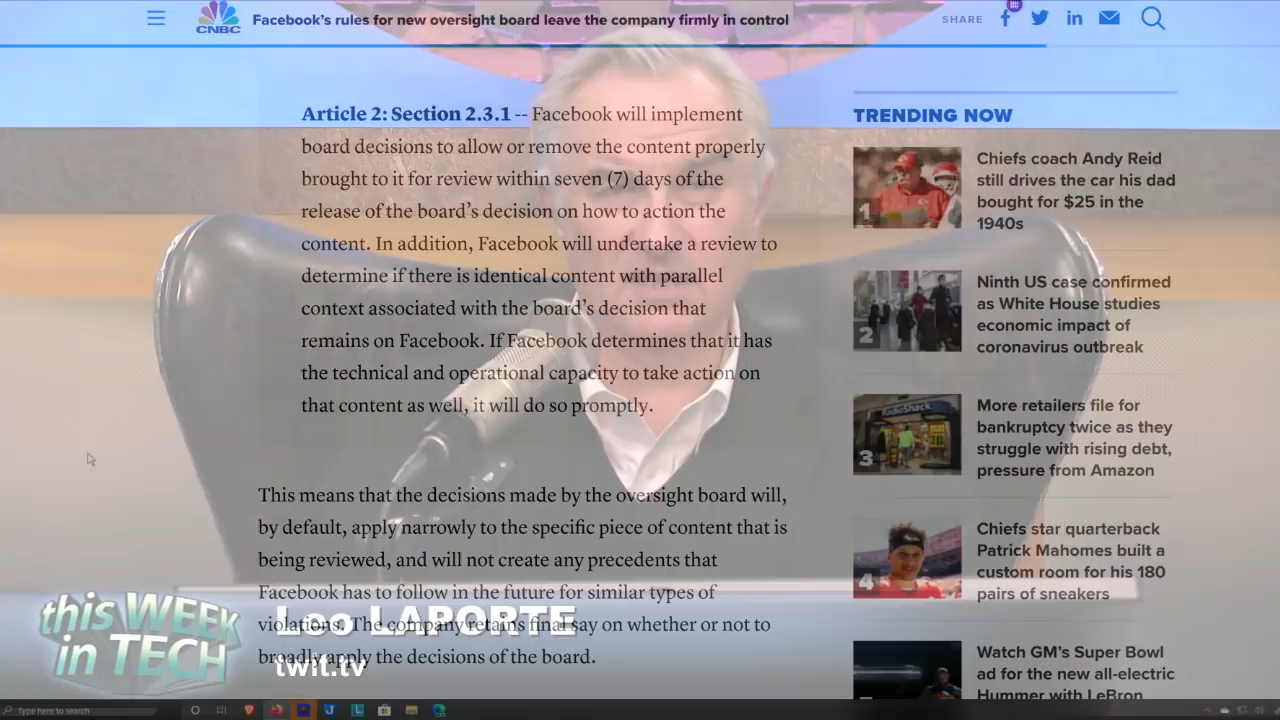 CNBC
Facebook's rules for new oversight board leave the company firmly in control
SHARE
Article 2: Section 2.3.1 -- Facebook will implement
board decisions to allow or remove the content properly
brought to it for review within seven (7) days of the
release of the board's decision on how to action the
content. In addition, Facebook will undertake a review to
determine if there is identical content with parallel
context associated with the board's decision that
remains on Facebook. If Facebook determines that it has
the technical and operational capacity to take action on
that content as well, it will do so promptly.
This means that the decisions made by the oversight board will,
by default, apply narrowly to the specific piece of content that is
being reviewed, and will not create any precedents that
Facebook has to follow in the future for similar types of
violations. The company retains final say on whether or not to
broadly apply the decisions of the board.
TRENDING NOW
1
Chiefs coach Andy Reid
still drives the car his dad
bought for $25 in the
1940s
2
Ninth US case confirmed
as White House studies
economic impact of
coronavirus outbreak
RadioShack
3
More retailers file for
bankruptcy twice as they
struggle with rising debt,
pressure from Amazon
4
Chiefs star quarterback
Patrick Mahomes built a
custom room for his 180
pairs of sneakers
Watch GM's Super Bowl
ad for the new all-electric
Hummer with LeBron
this WEEK
in TECH
Leo LAPORTE
twit.tv
Type here to search